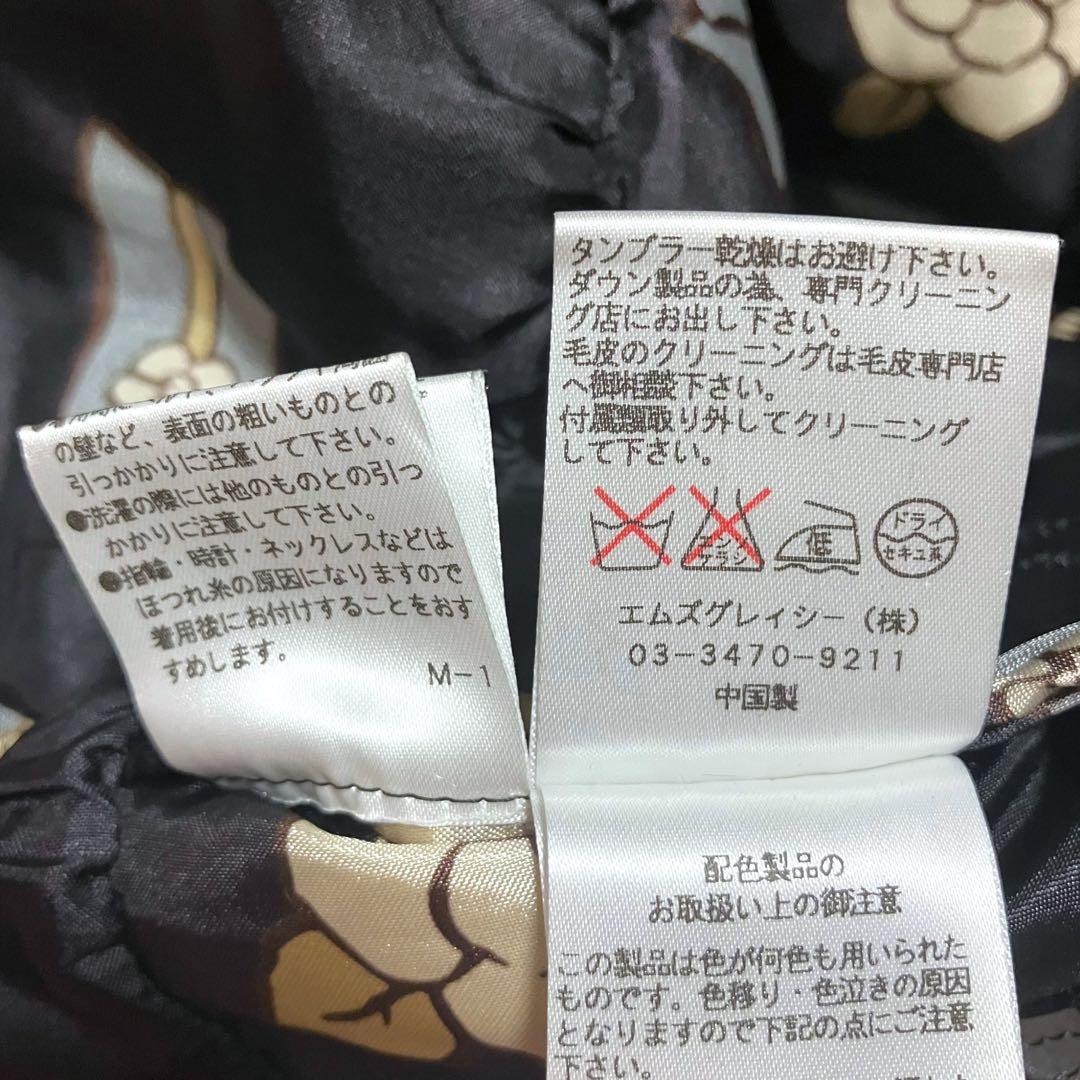 の壁など、表面の粗いものとの
引っかかりに注意して下さい。
●洗濯の際には他のものとの引っ
かかりに注意して下さい。
●指輪・時計・ネックレスなどは
ほつれ糸の原因になりますので
着用後にお付けすることをおす
すめします。
M-1
タンブラー乾燥はお避け下さい。
ダウン製品の為、専門クリーニン
グ店にお出し下さい。
毛皮のクリーニングは毛皮専門店
へ御相談下さい。
付属類取り外してクリーニング
して下さい。
エンソ
サラシ
低
ドライ
セキユ系
エムズグレイシー(株)
03-3470-9211
中国製
配色製品の
お取扱い上の御注意
この製品は色が何色も用いられた
ものです。色移り・色泣きの原因
となりますので下記の点にご注意
下さい。